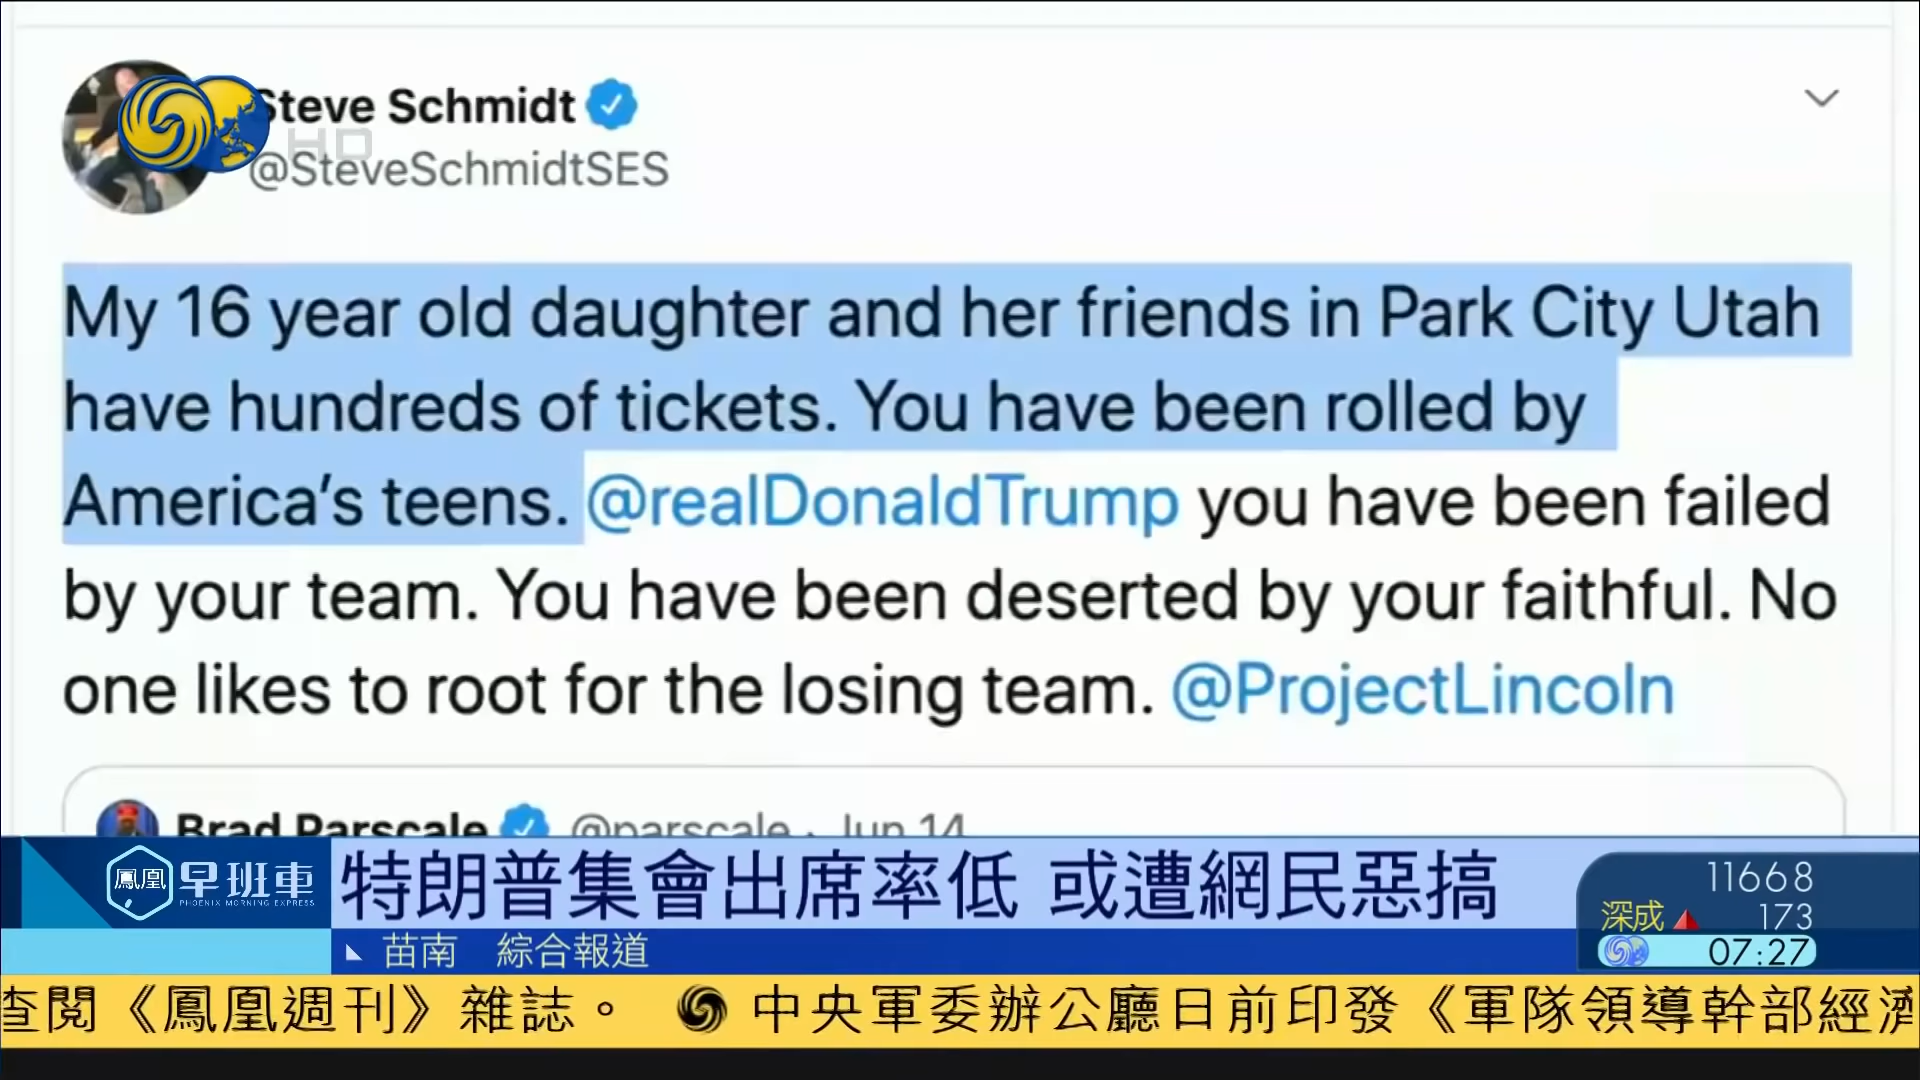 Steve Schmidt
HD
@SteveSchmidtSES
My 16 year old daughter and her friends in Park City Utah
have hundreds of tickets. You have been rolled by
America's teens. @realDonaldTrump you have been failed
by your team. You have been deserted by your faithful. No
one likes to root for the losing team. @ProjectLincoln
Brad Parscale @parscale · Jun 14
鳳凰 早班車
PHOENIX MORNING EXPRESS
特朗普集會出席率低 或遭網民惡搞
苗南 綜合報道
11668
深成 173
07:27
查閱《鳳凰週刊》雜誌。 中央軍委辦公廳日前印發《軍隊領導幹部經濟